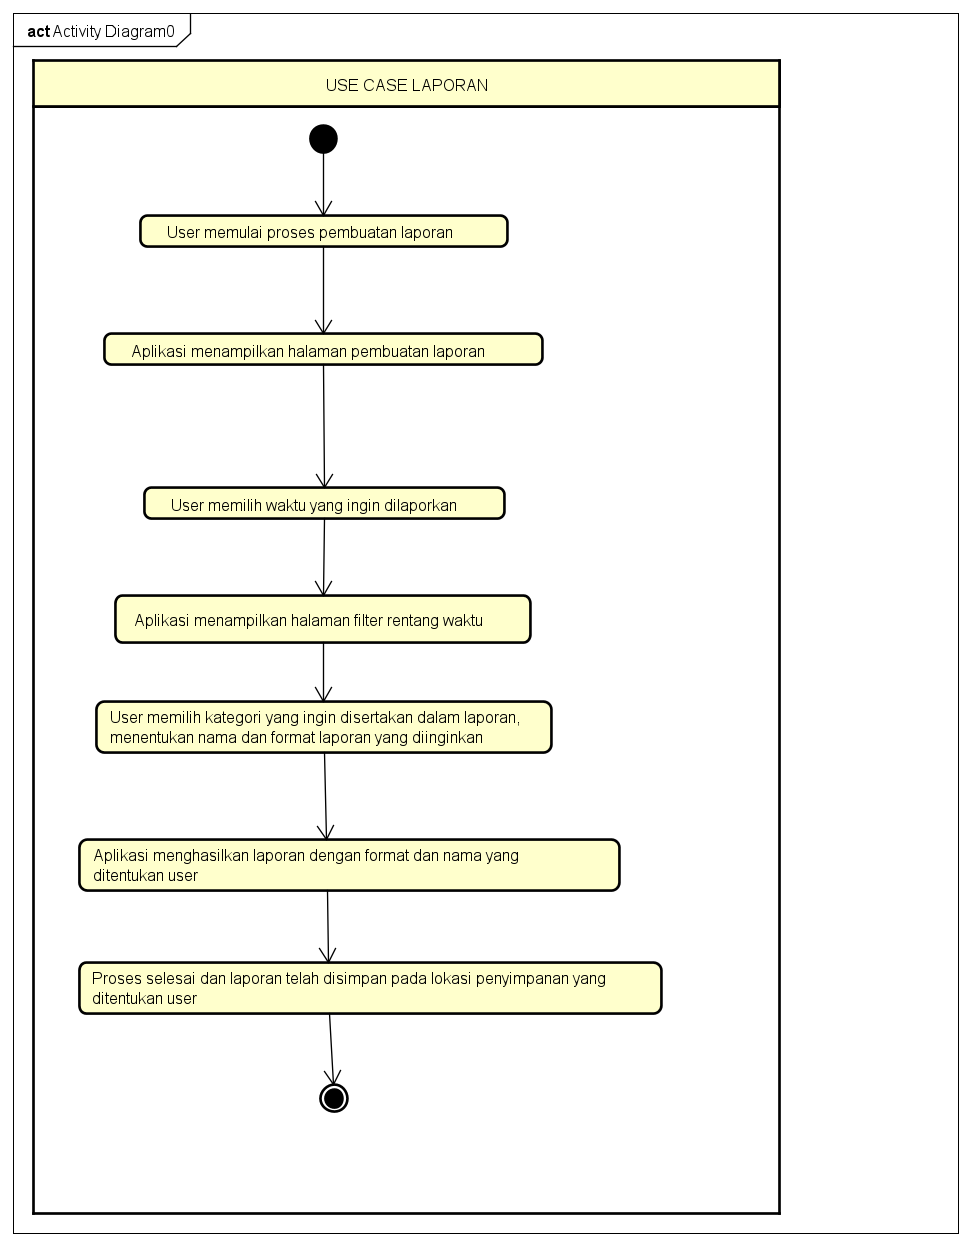 act Activity Diagram0
USE CASE LAPORAN
User memulai proses pembuatan laporan
Aplikasi menampilkan halaman pembuatan laporan
User memilih waktu yang ingin dilaporkan
Aplikasi menampilkan halaman filter rentang waktu
User memilih kategori yang ingin disertakan dalam laporan,
menentukan nama dan format laporan yang diinginkan
Aplikasi menghasilkan laporan dengan format dan nama yang
ditentukan user
Proses selesai dan laporan telah disimpan pada lokasi penyimpanan yang
ditentukan user